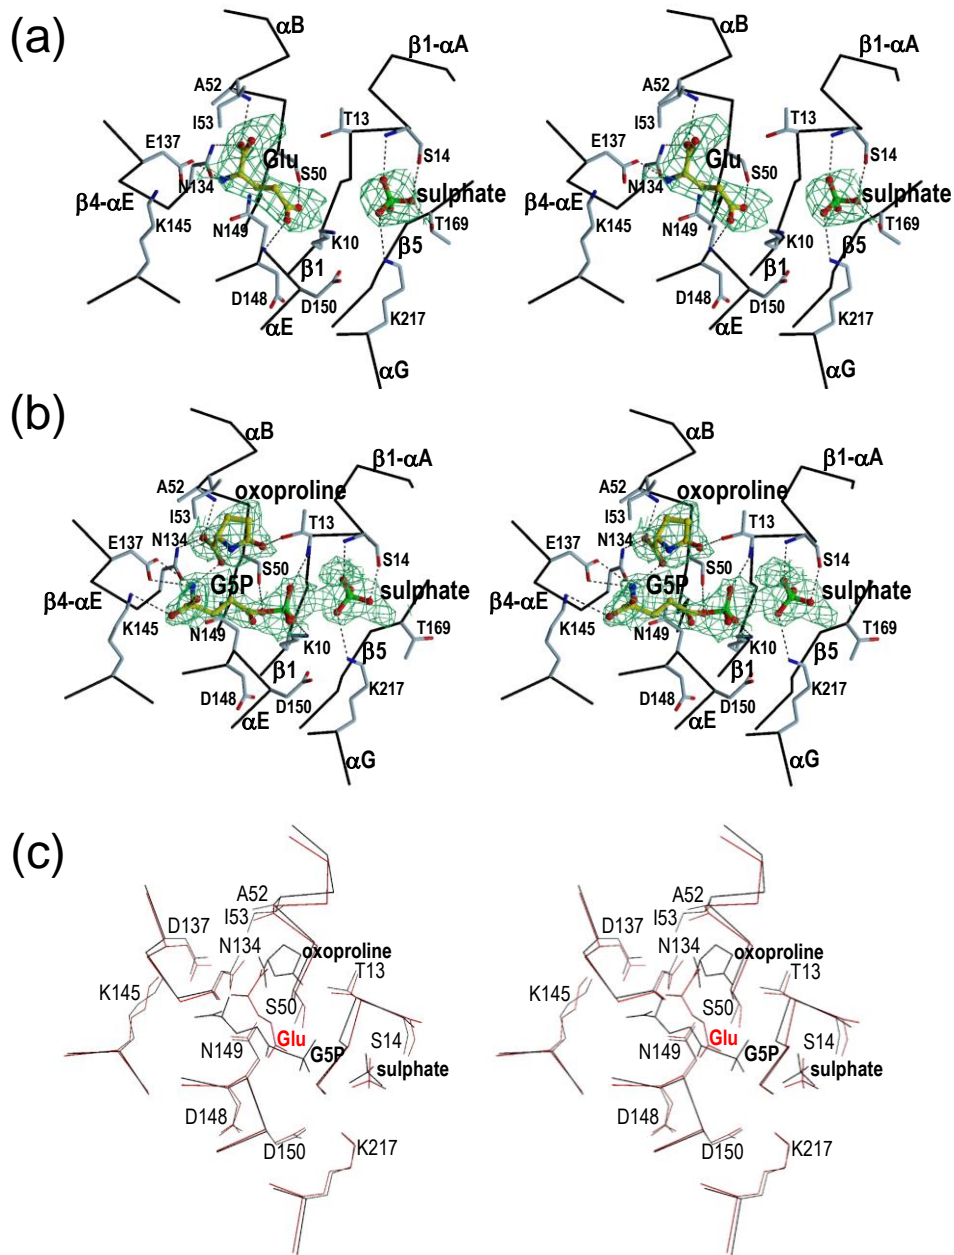 (a)
αB
β1-αA
A52
I53
T13
E137
Glu
S14
N134
S50
sulphate
β4-αE
K145
N149
T169
K10
β5
β1
D148
D150
αE
K217
αG
αB
β1-αA
A52
I53
T13
E137
Glu
S14
N134
S50
sulphate
β4-αE
K145
N149
T169
K10
β5
β1
D148
D150
αE
K217
αG
(b)
αB
β1-αA
A52
oxoproline
I53
T13
E137
N134
S50
S14
G5P
sulphate
β4-αE
K145
N149
K10
T169
β5
β1
D148
D150
K217
αE
αG
αB
β1-αA
A52
oxoproline
I53
T13
E137
N134
S50
S14
G5P
sulphate
β4-αE
K145
N149
K10
T169
β5
β1
D148
D150
K217
αE
αG
(c)
A52
I53
D137
N134
oxoproline
T13
K145
S50
Glu
N149
G5P
S14
sulphate
D148
D150
K217
A52
I53
D137
N134
oxoproline
T13
K145
S50
Glu
N149
G5P
S14
sulphate
D148
D150
K217